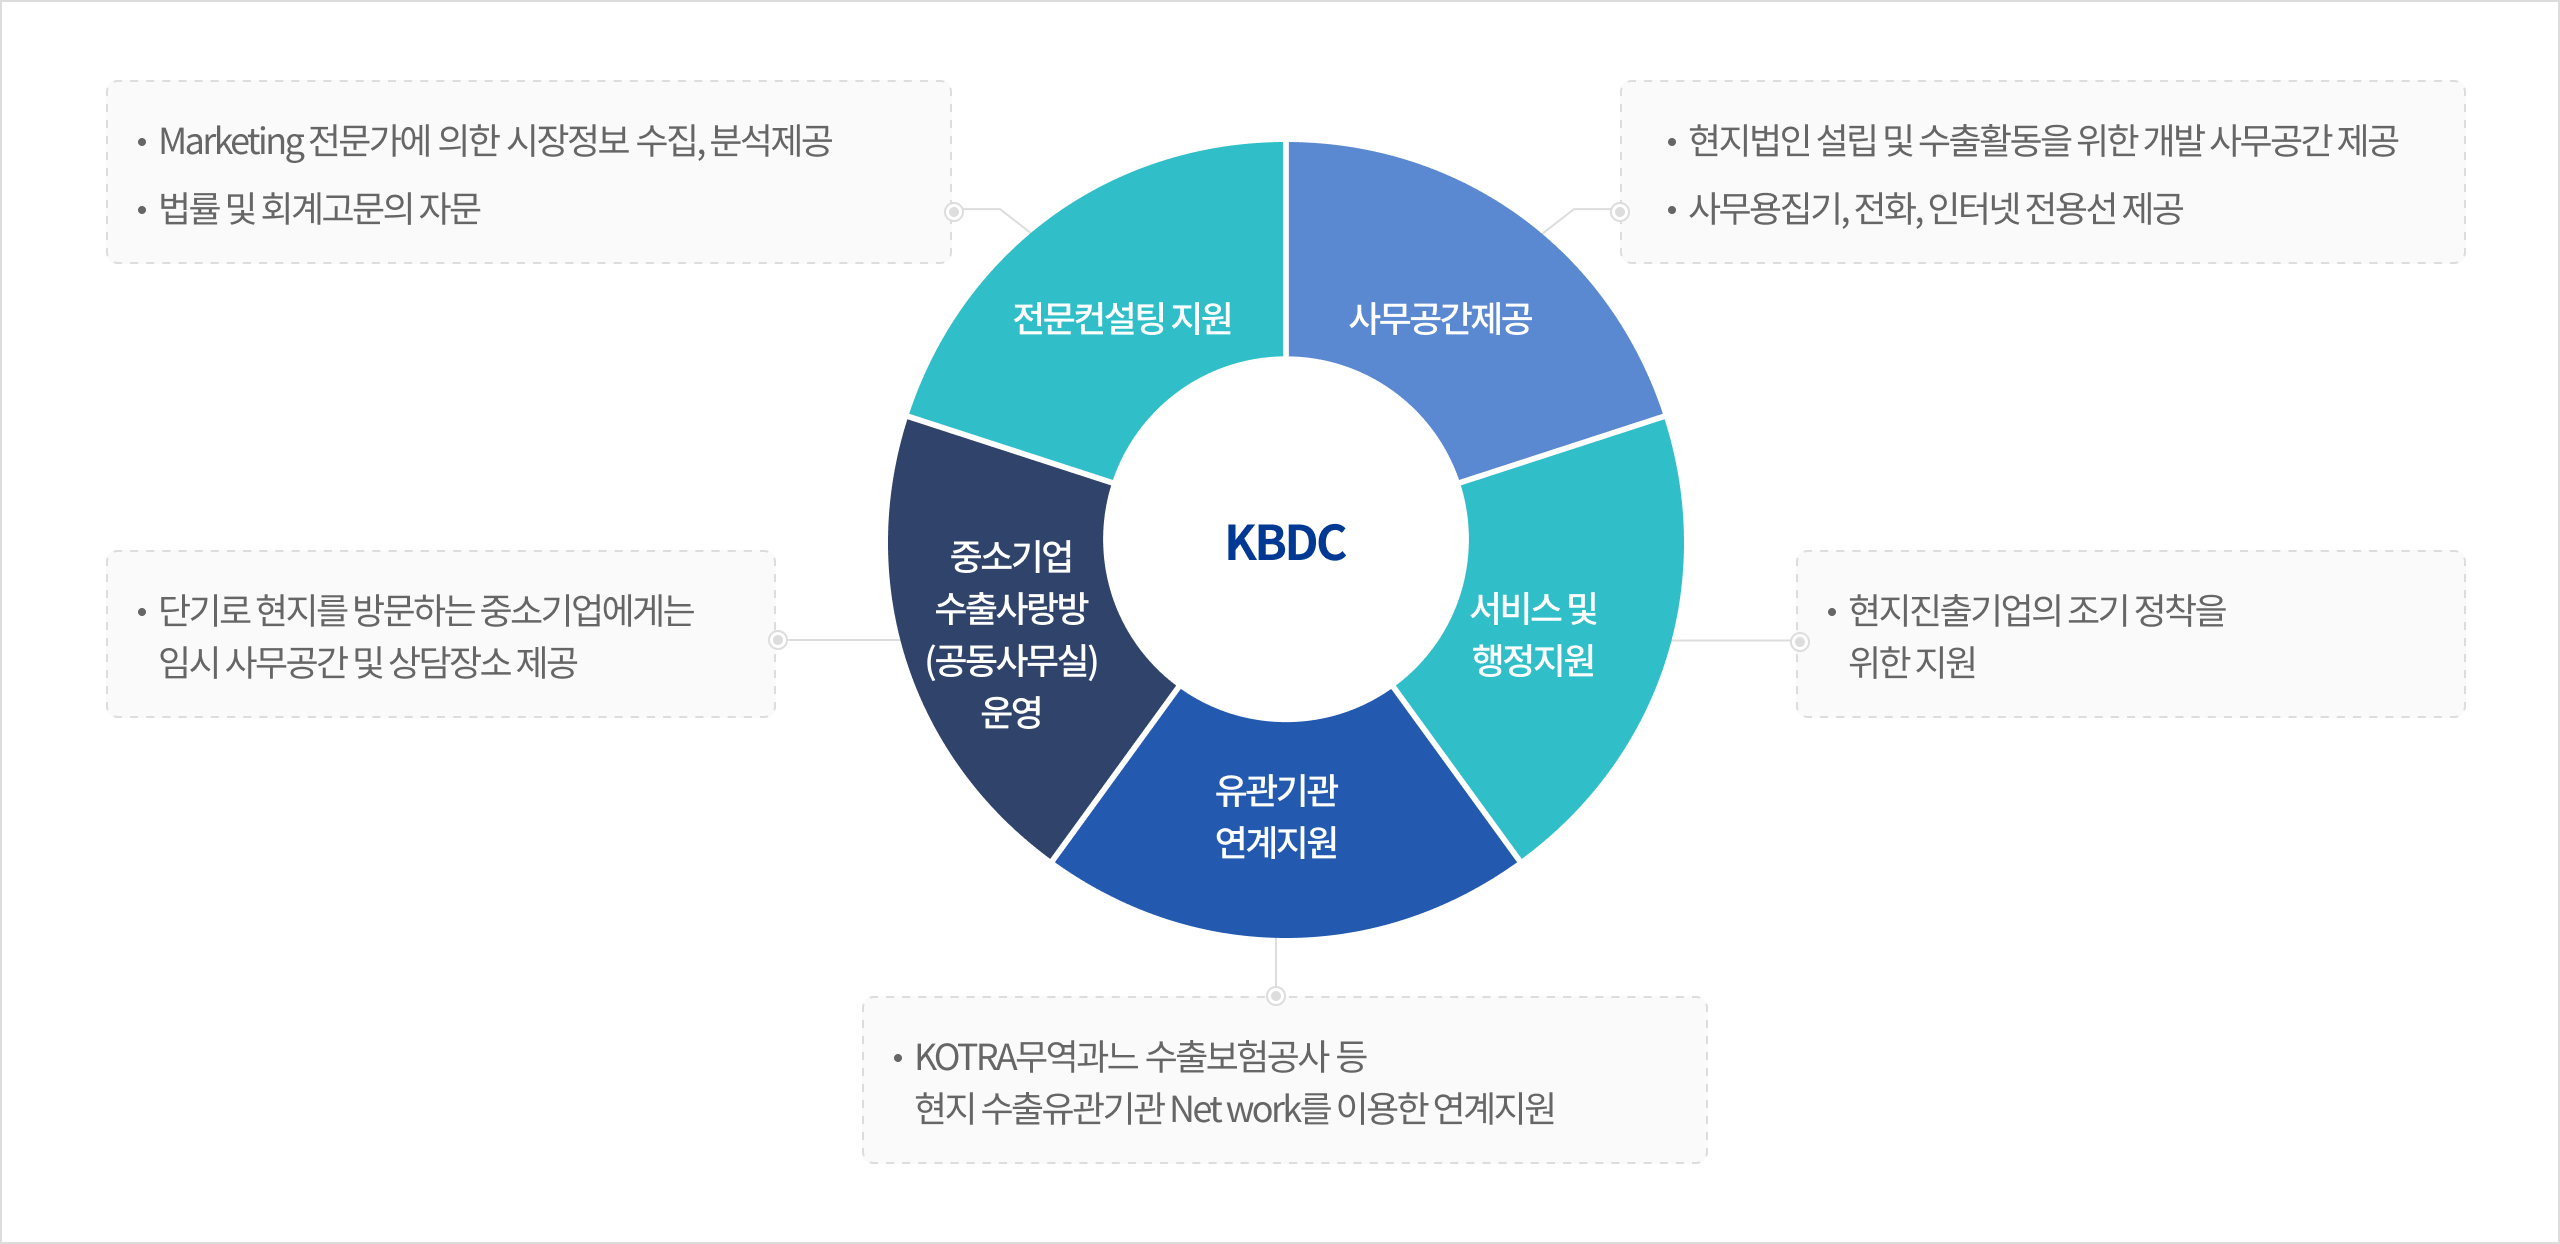 • Marketing 전문가에 의한 시장정보 수집, 분석제공
• 법률 및 회계고문의 자문
• 현지법인 설립 및 수출활동을 위한 개발 사무공간 제공
• 사무용집기, 전화, 인터넷 전용선 제공
전문컨설팅 지원
사무공간제공
KBDC
중소기업
수출사랑방
(공동사무실)
운영
서비스 및
행정지원
유관기관
연계지원
• 단기로 현지를 방문하는 중소기업에게는
임시 사무공간 및 상담장소 제공
• 현지진출기업의 조기 정착을
위한 지원
• KOTRA무역과느 수출보험공사 등
현지 수출유관기관 Net work를 이용한 연계지원